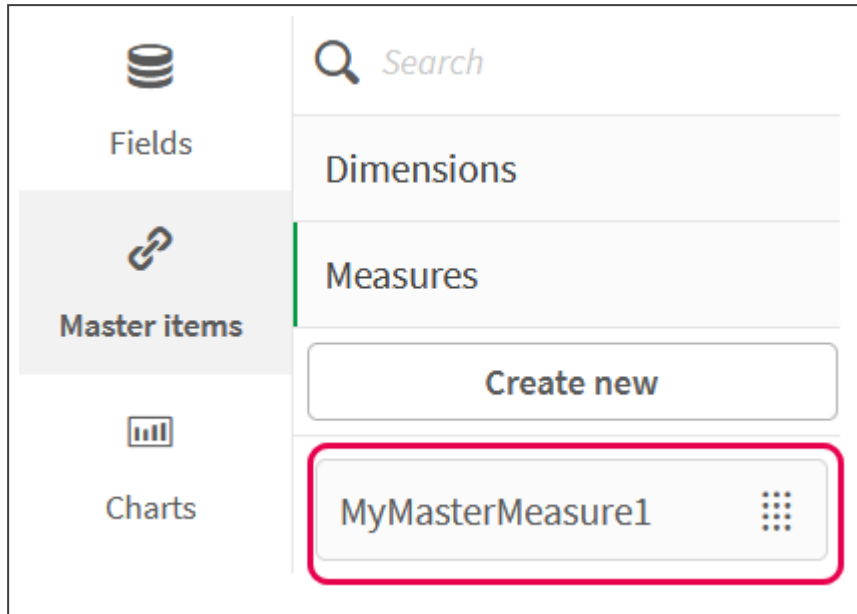 Fields
Master items
Charts
Search
Dimensions
Measures
Create new
MyMasterMeasure1